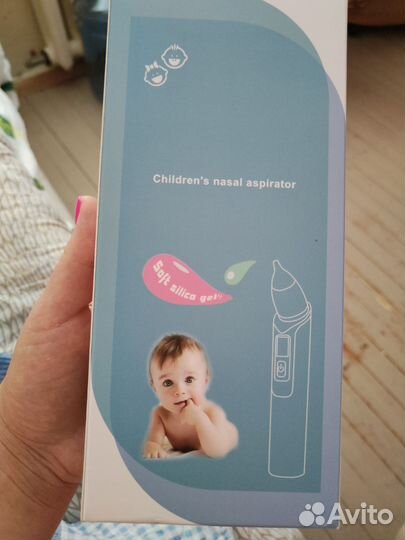 Children's nasal aspirator
Soft silica gel
Avito